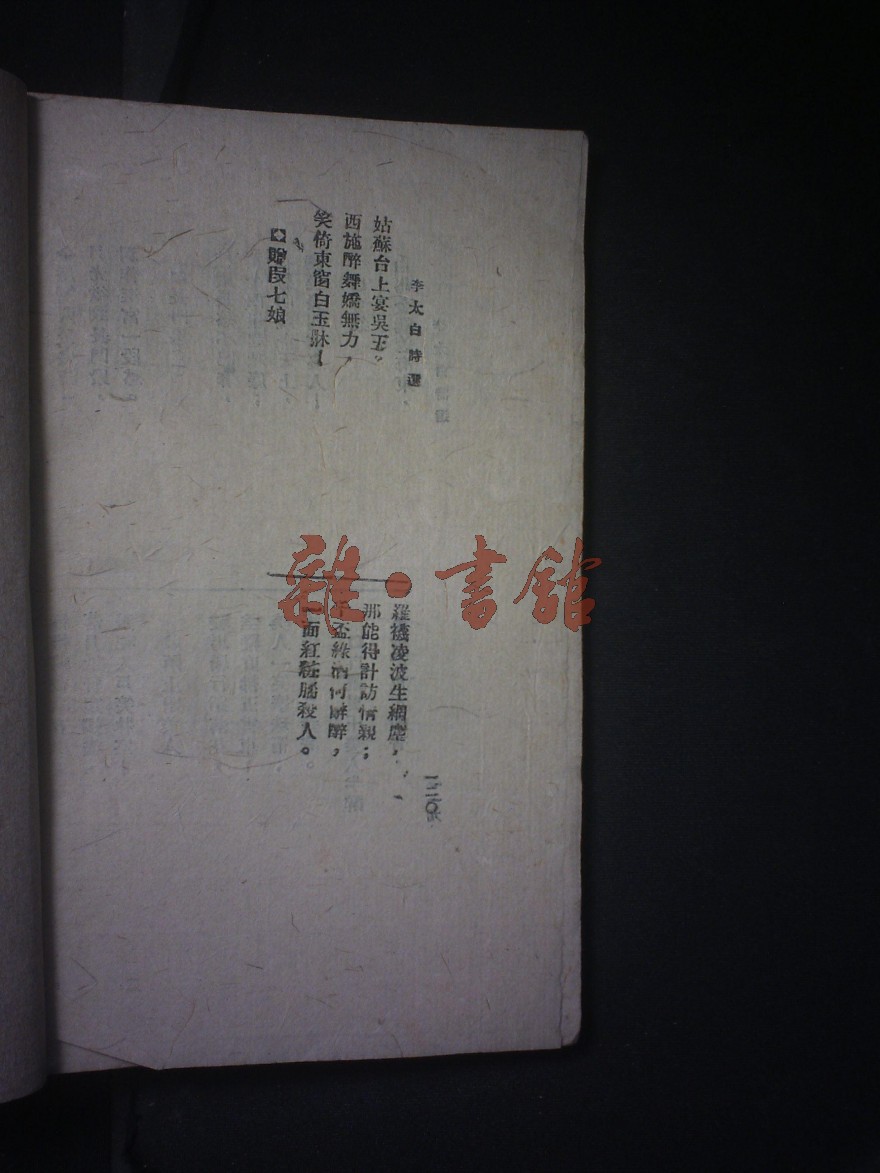 李太白詩選
姑蘇台上宴吳王。
西施醉舞嬌無力，
笑倚東窗白玉牀！
贈段七娘
羅襪凌波生網塵，
那能得計訪情親；
千盃綠酒何辭醉，
一面紅粧惱殺人。
一二〇
雜·書館